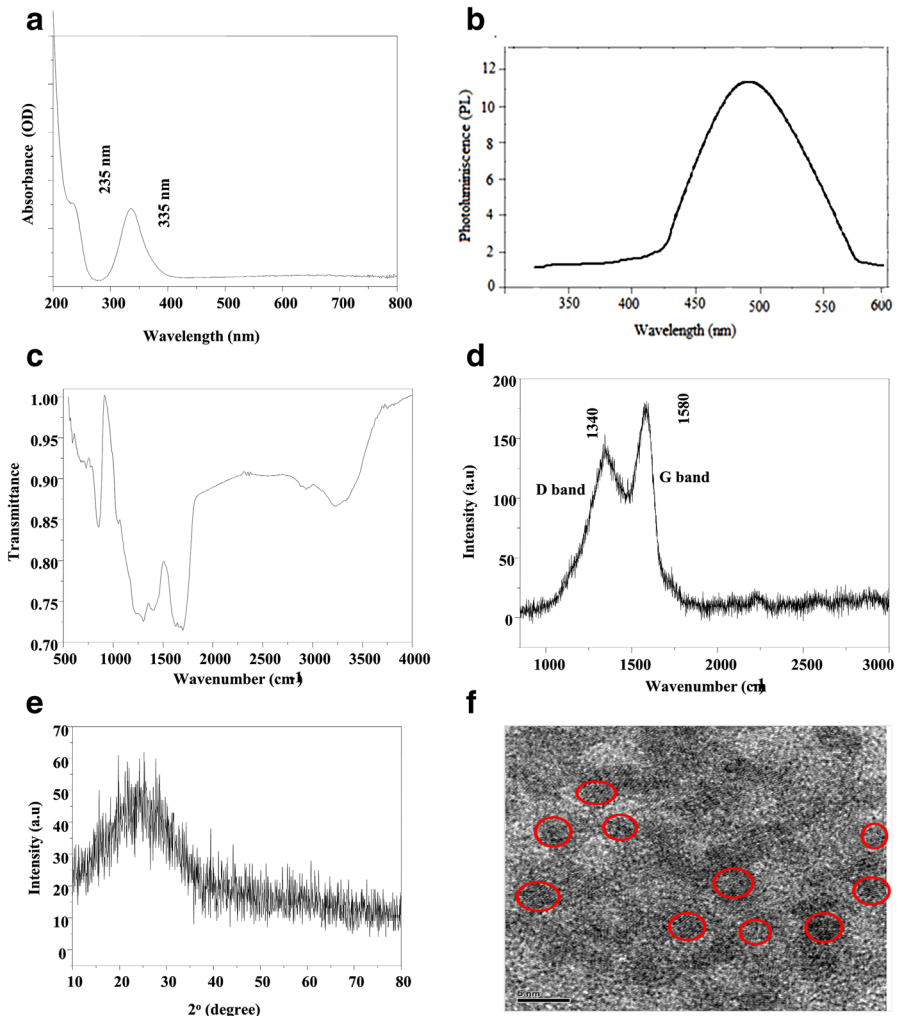 a
Absorbance (OD)
235 nm
335 nm
200 300 400 500 600 700 800
Wavelength (nm)
b
Photoluminiscence (PL)
12
10
8
6
4
2
0
350 400 450 500 550 600
Wavelength (nm)
c
Transmittance
1.00
0.95
0.90
0.85
0.80
0.75
0.70
500 1000 1500 2000 2500 3000 3500 4000
Wavenumber (cm-1)
d
Intensity (a.u)
200
150
100
50
0
1340
1580
D band
G band
1000 1500 2000 2500 3000
Wavenumber (cm-1
e
Intensity (a.u)
70
60
50
40
30
20
10
0
10 20 30 40 50 60 70 80
2º (degree)
f
5 nm